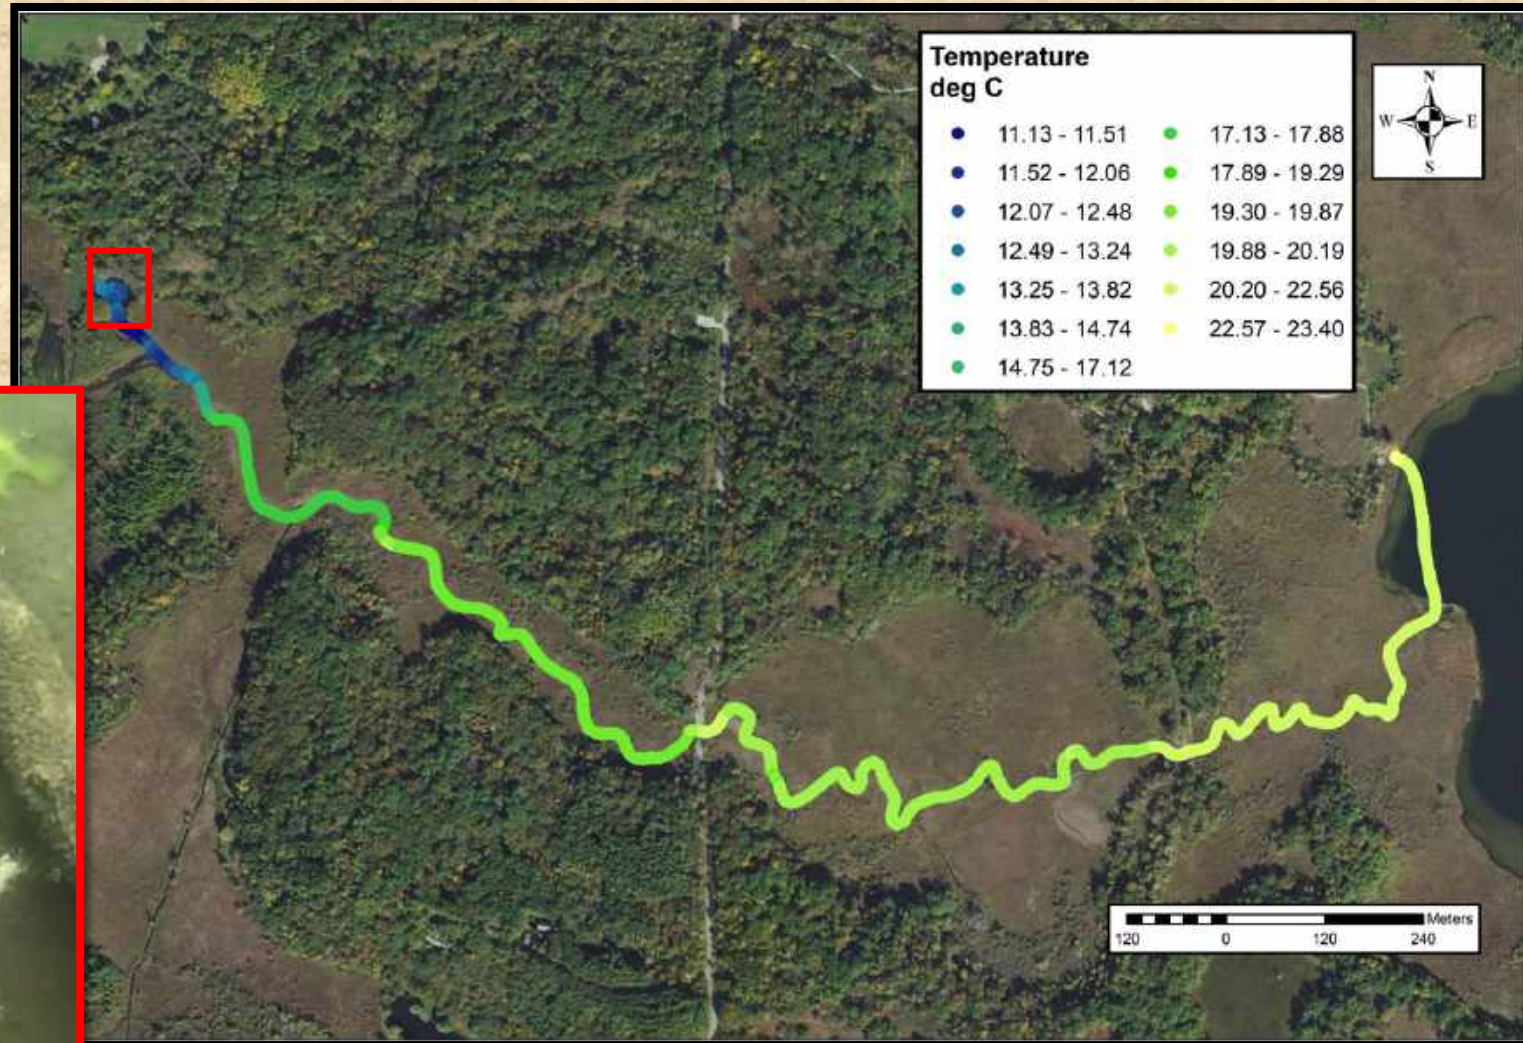 Temperature
deg C
11.13 - 11.51
11.52 - 12.06
12.07 - 12.48
12.49 - 13.24
13.25 - 13.82
13.83 - 14.74
14.75 - 17.12
17.13 - 17.88
17.89 - 19.29
19.30 - 19.87
19.88 - 20.19
20.20 - 22.56
22.57 - 23.40
N
W E
S
Meters
120 0 120 240